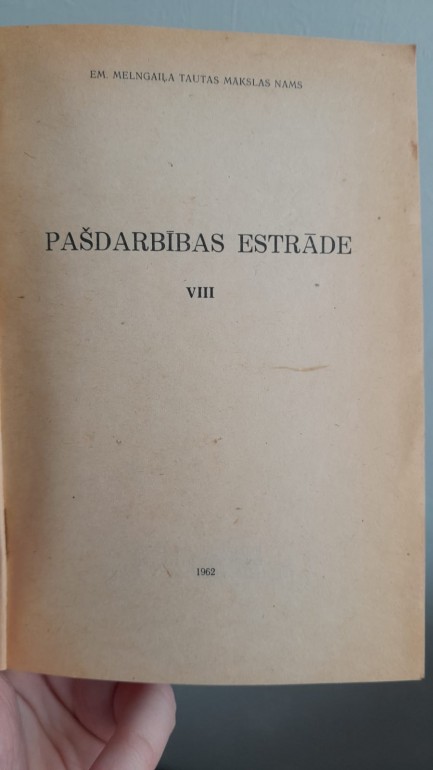 EM. MELNGAIĻA TAUTAS MĀKSLAS NAMS
PAŠDARBĪBAS ESTRĀDE
VIII
1962